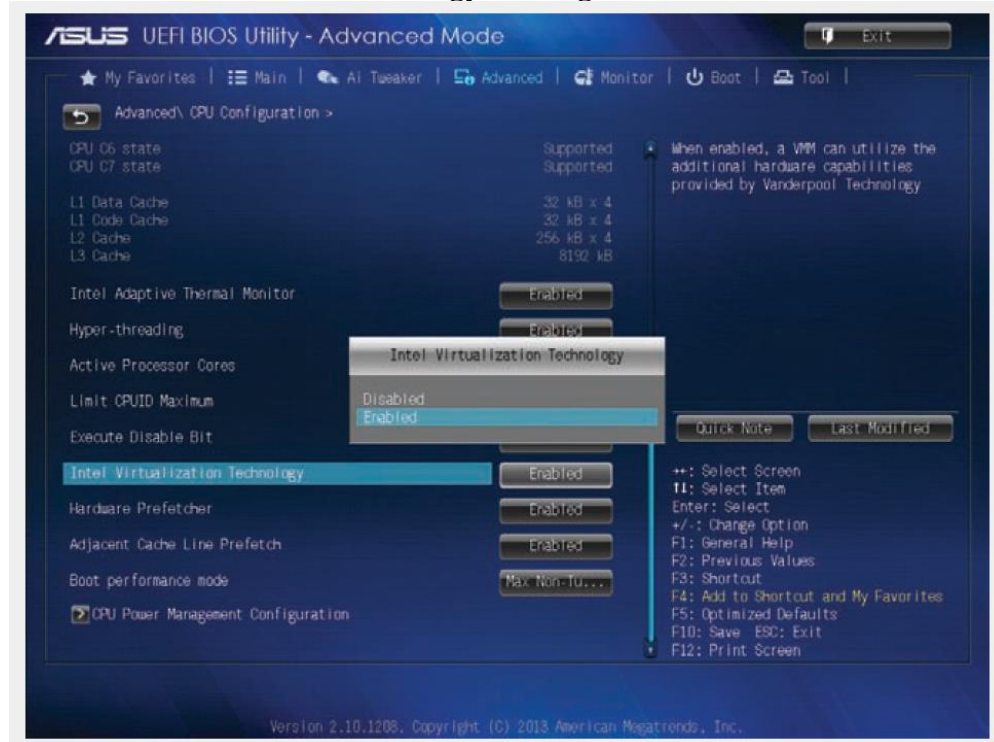 ASUS UEFI BIOS Utility - Advanced Mode
Exit
My Favorites | Main | Ai Tweaker | Advanced | Monitor | Boot | Tool |
Advanced\ CPU Configuration >
CPU C6 state Supported
CPU C7 state Supported
L1 Data Cache 32 kB x 4
L1 Code Cache 32 kB x 4
L2 Cache 256 kB x 4
L3 Cache 8192 kB
Intel Adaptive Thermal Monitor Enabled
Hyper-threading Enabled
Active Processor Cores
Limit CPUID Maximum
Execute Disable Bit
Intel Virtualization Technology Enabled
Hardware Prefetcher Enabled
Adjacent Cache Line Prefetch Enabled
Boot performance mode Max Non-Tu...
CPU Power Management Configuration
Intel Virtualization Technology
Disabled
Enabled
When enabled, a VMM can utilize the
additional hardware capabilities
provided by Vanderpool Technology
Quick Note Last Modified
→←: Select Screen
↑↓: Select Item
Enter: Select
+/-: Change Option
F1: General Help
F2: Previous Values
F3: Shortcut
F4: Add to Shortcut and My Favorites
F5: Optimized Defaults
F10: Save ESC: Exit
F12: Print Screen
Version 2.10.1208. Copyright (C) 2013 American Megatrends, Inc.